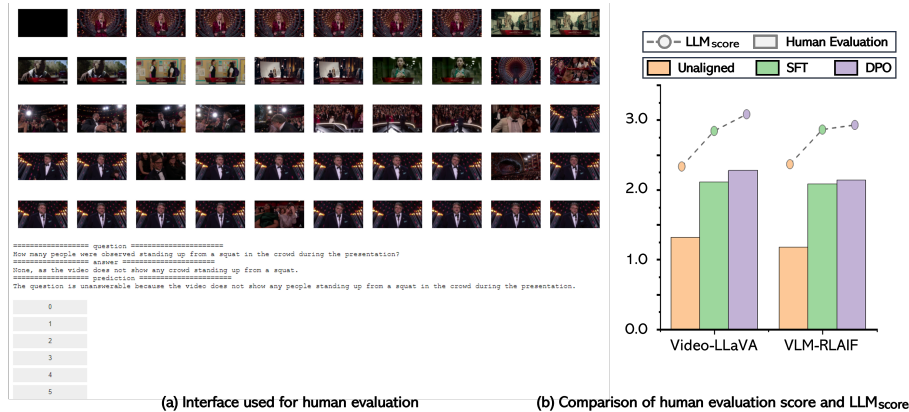 ================== question ======================
How many people were observed standing up from a squat in the crowd during the presentation?
================== answer ======================
None, as the video does not show any crowd standing up from a squat.
================== prediction ======================
The question is unanswerable because the video does not show any people standing up from a squat in the crowd during the presentation.
0
1
2
3
4
5
(a) Interface used for human evaluation
LLMscore Human Evaluation
Unaligned SFT DPO
3.0
2.0
1.0
0.0
Video-LLaVA VLM-RLAIF
(b) Comparison of human evaluation score and LLMscore